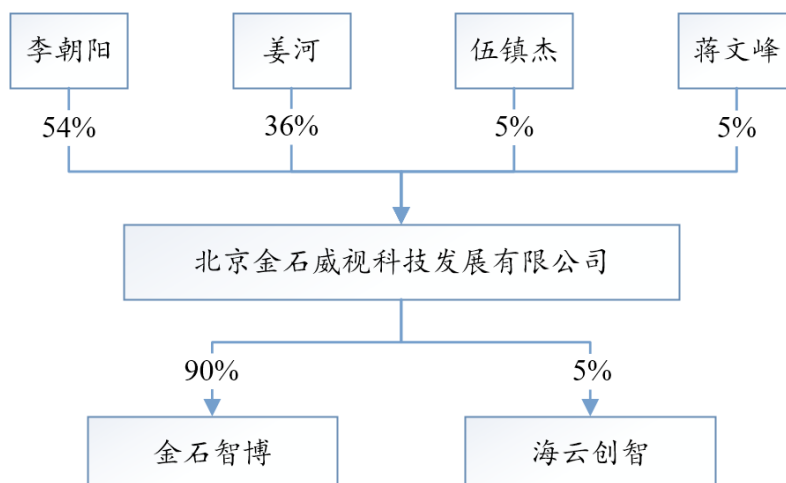 李朝阳 姜河 伍镇杰 蒋文峰
54% 36% 5% 5%
北京金石威视科技发展有限公司
90% 5%
金石智博 海云创智